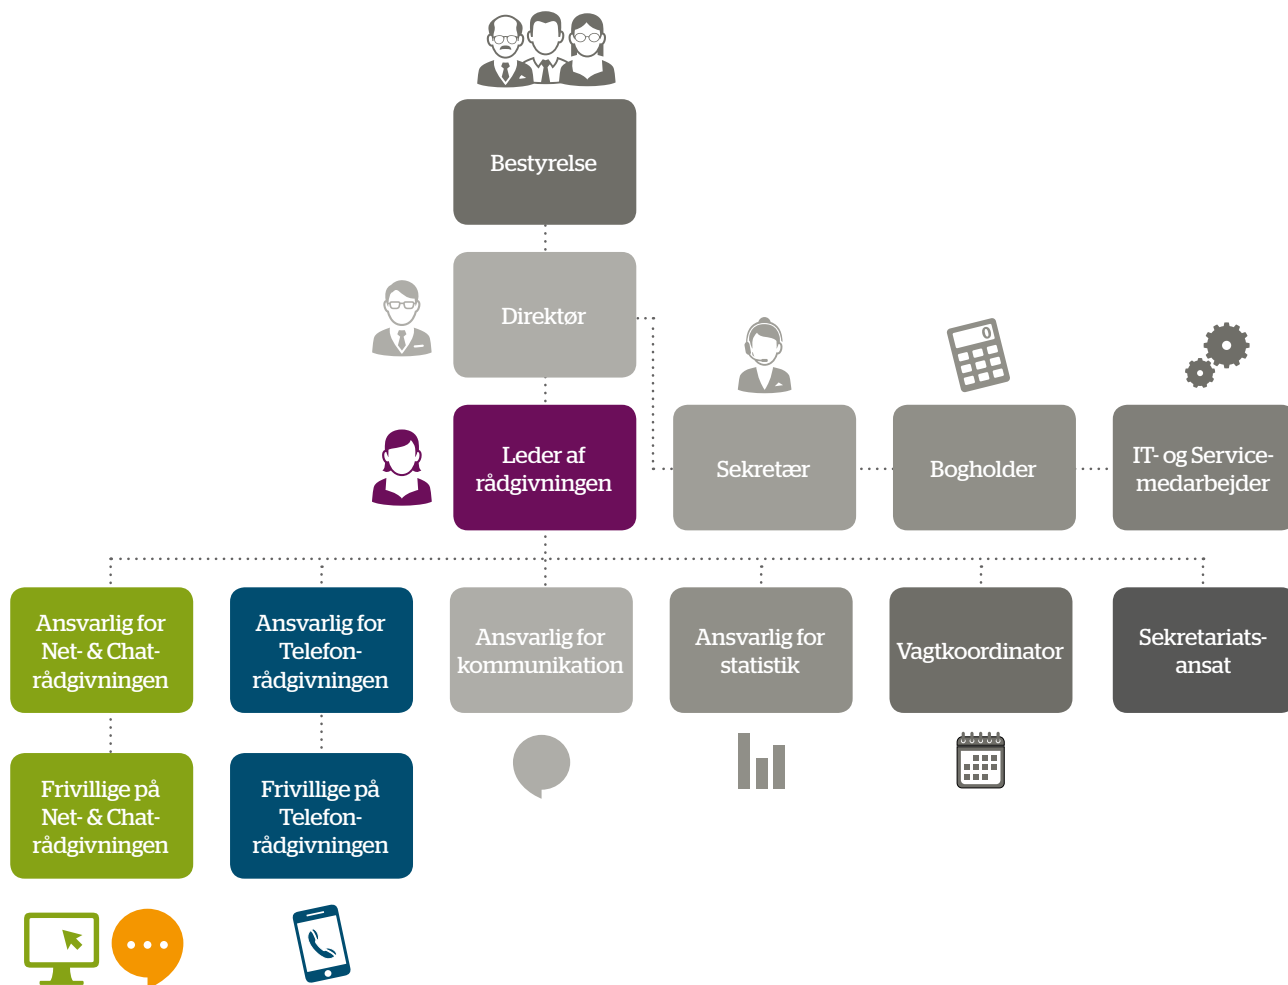 Bestyrelse
Direktør
Leder af
rådgivningen
Sekretær
Bogholder
IT- og Service-
medarbejder
Ansvarlig for
Net- & Chat-
rådgivningen
Ansvarlig for
Telefon-
rådgivningen
Ansvarlig for
kommunikation
Ansvarlig for
statistik
Vagtkoordinator
Sekretariats-
ansat
Frivillige på
Net- & Chat-
rådgivningen
Frivillige på
Telefon-
rådgivningen
0